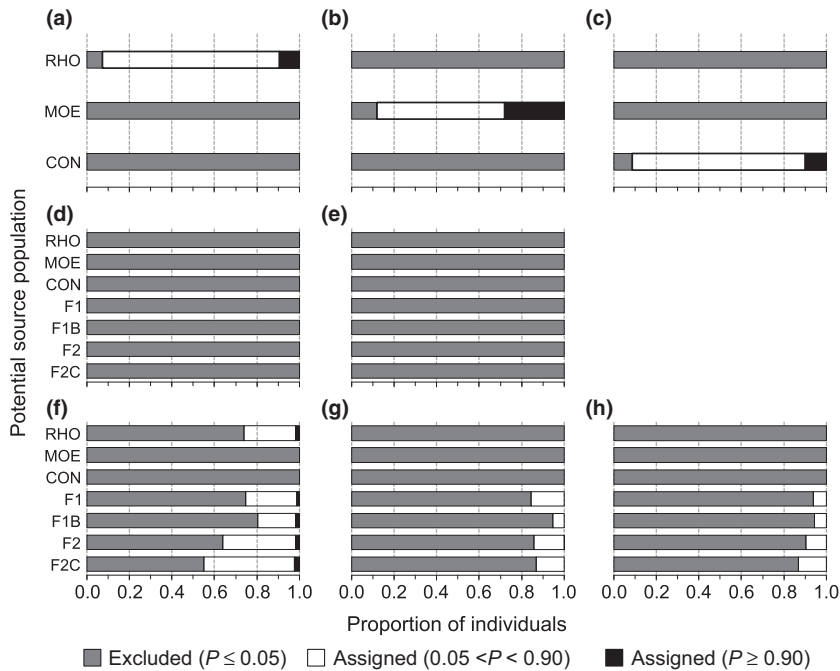 (a) (b) (c)
RHO
MOE
CON
(d) (e)
RHO
MOE
CON
F1
F1B
F2
F2C
(f) (g) (h)
RHO
MOE
CON
F1
F1B
F2
F2C
0.0 0.2 0.4 0.6 0.8 1.0 0.0 0.2 0.4 0.6 0.8 1.0 0.0 0.2 0.4 0.6 0.8 1.0
Potential source population
Proportion of individuals
Excluded (P ≤ 0.05) Assigned (0.05 <P < 0.90) Assigned (P ≥ 0.90)